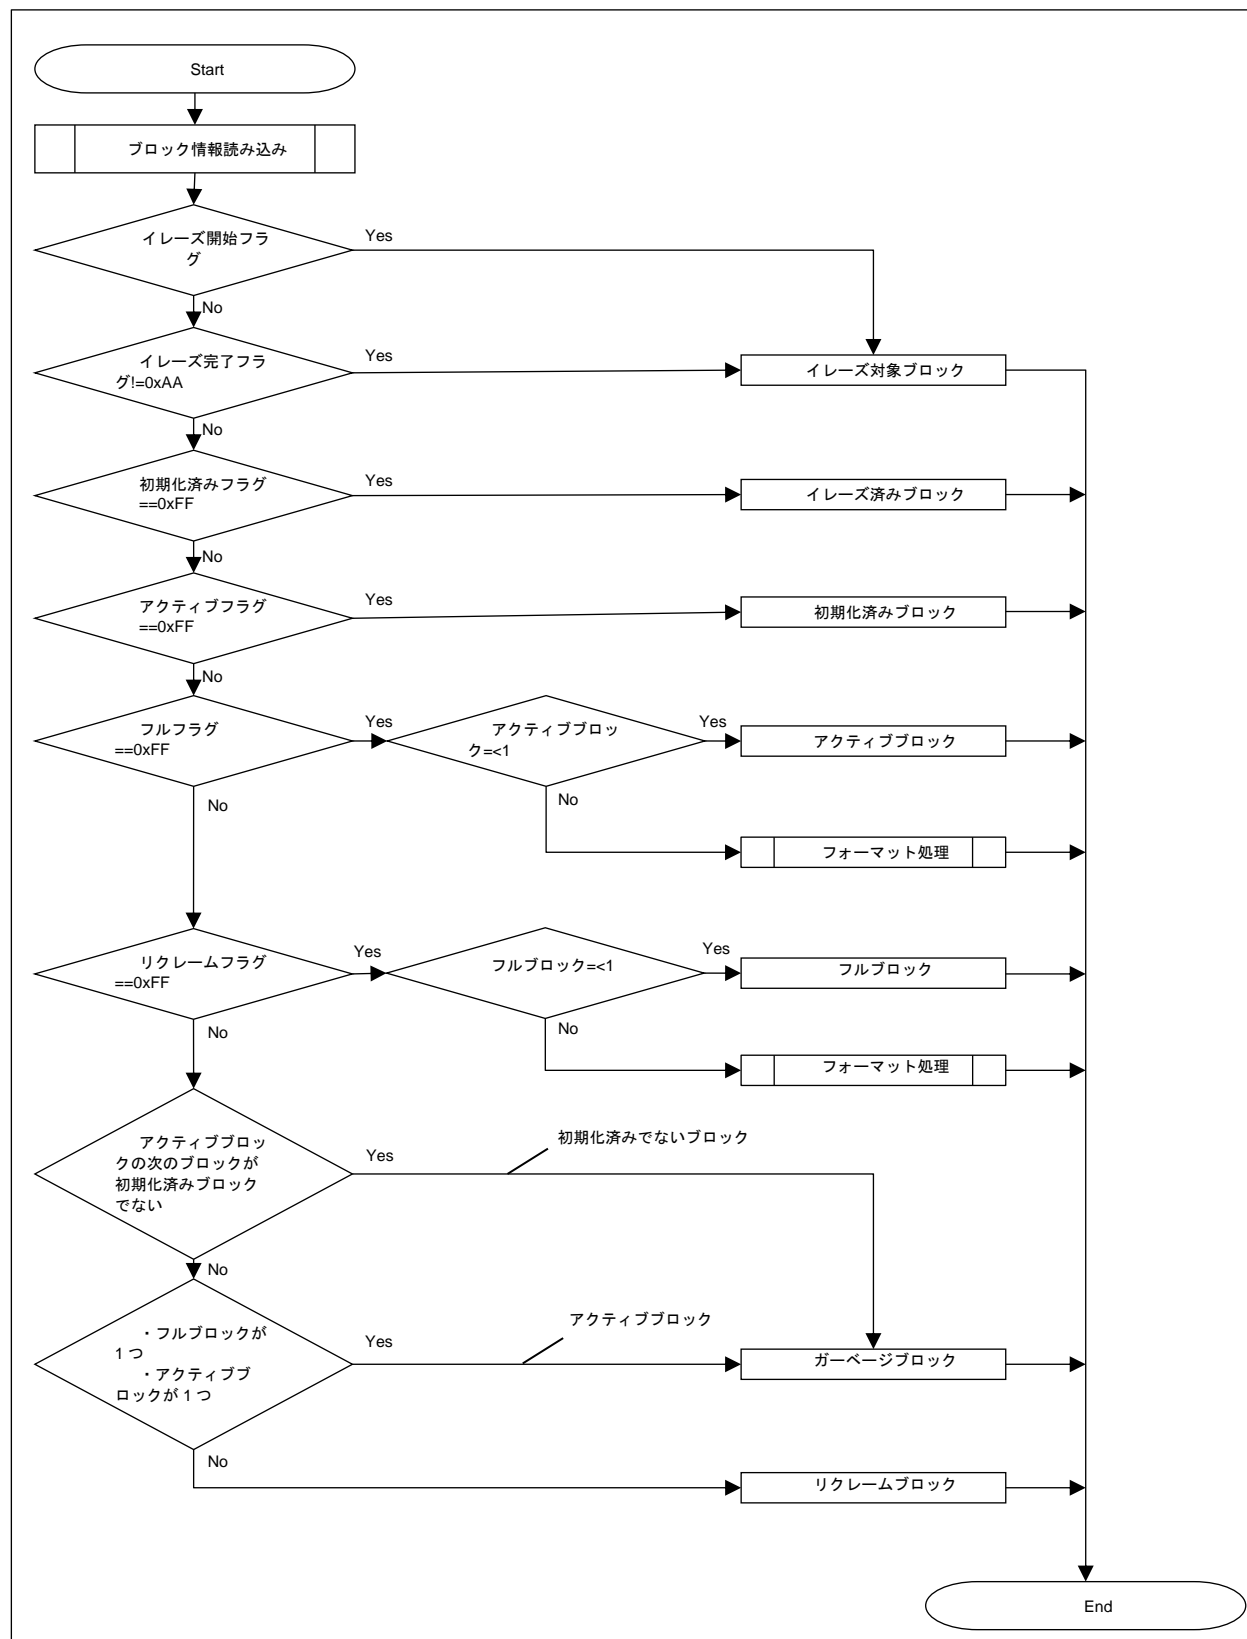 Start
ブロック情報読み込み
イレーズ開始フラ
グ
Yes
No
イレーズ完了フラ
グ!=0xAA
Yes
イレーズ対象ブロック
No
初期化済みフラグ
==0xFF
Yes
イレーズ済みブロック
No
アクティブフラグ
==0xFF
Yes
初期化済みブロック
No
フルフラグ
==0xFF
Yes
アクティブブロッ
ク=<1
Yes
アクティブブロック
No
No
フォーマット処理
リクレームフラグ
==0xFF
Yes
フルブロック=<1
Yes
フルブロック
No
No
フォーマット処理
アクティブブロッ
クの次のブロックが
初期化済みブロック
でない
Yes
初期化済みでないブロック
No
・フルブロックが
1つ
・アクティブブ
ロックが1つ
Yes
アクティブブロック
ガーベージブロック
No
リクレームブロック
End